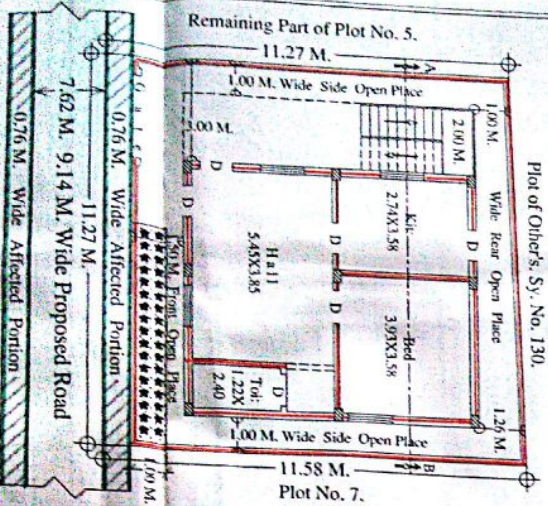 Remaining Part of Plot No. 5.
11.27 M.
A
1.00 M. Wide Side Open Place
1.00 M.
Wide Rear Open Place
1.26 M.
Plot of Other's. Sy. No. 130.
2.00 M.
3.00 M.
D
D
D
D
D
Kit:
2.74X3.58
Hall
5.45X3.85
Bed
3.93X3.58
D
Toi:
1.22X
2.40
1.50 M. Front Open Place
1.00 M. Wide Side Open Place
B
1.00 M.
11.58 M.
Plot No. 7.
Gate
11.27 M.
0.76 M. Wide Affected Portion
7.62 M. 9.14 M. Wide Proposed Road
0.76 M. Wide Affected Portion